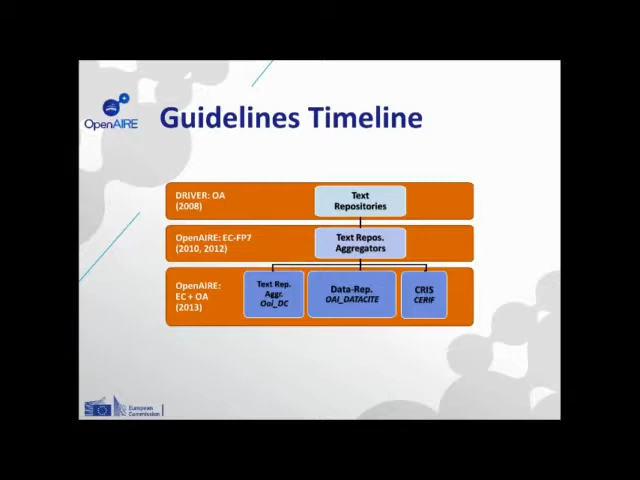 OpenAIRE
Guidelines Timeline
DRIVER: OA
(2008)
Text
Repositories
OpenAIRE: EC-FP7
(2010, 2012)
Text Repos.
Aggregators
OpenAIRE:
EC + OA
(2013)
Text Rep.
Aggr.
Oai_DC
Data-Rep.
OAI_DATACITE
CRIS
CERIF
European
Commission